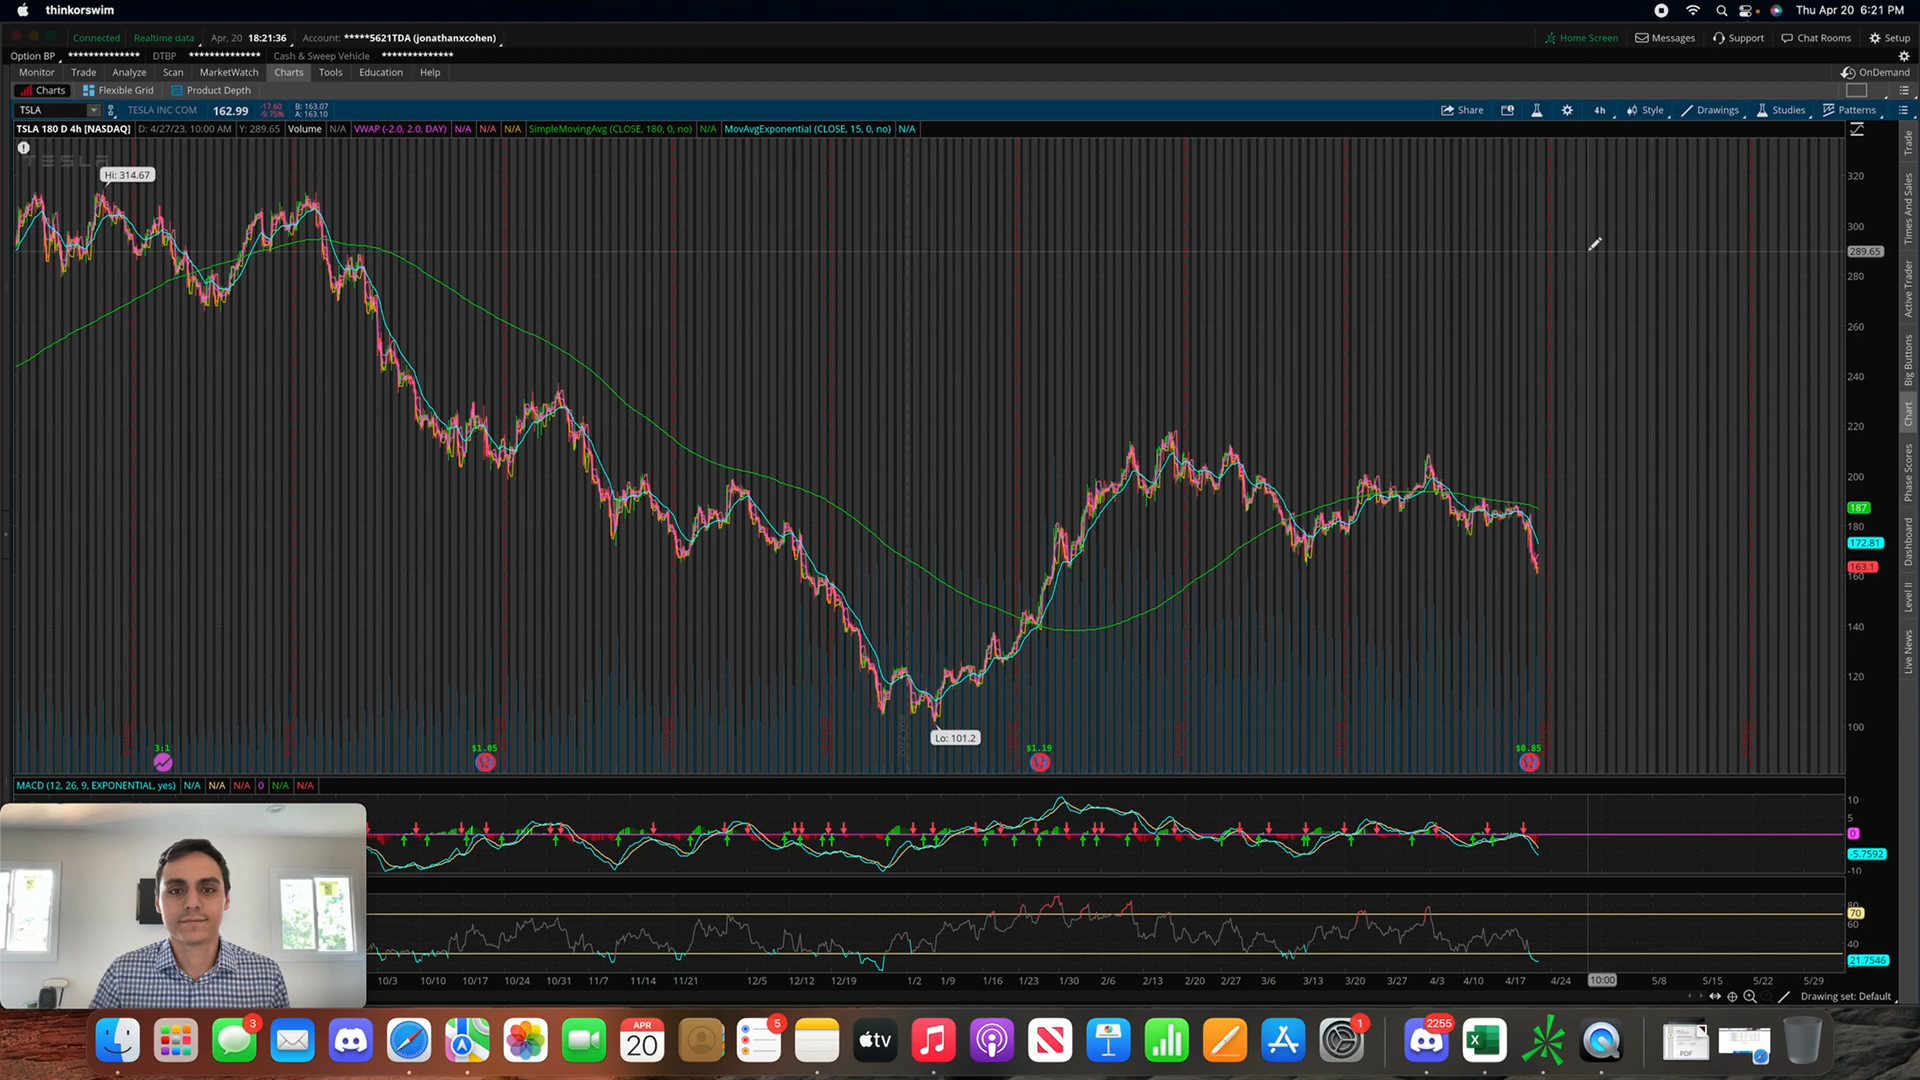 thinkorswim
Thu Apr 20 6:21 PM
Connected Realtime data Apr, 20 18:21:36 Account: *****5621TDA (jonathanxcohen)
Home Screen Messages Support Chat Rooms Setup
Option BP ************** DTBP ************** Cash & Sweep Vehicle **************
Monitor Trade Analyze Scan MarketWatch Charts Tools Education Help
OnDemand
Charts Flexible Grid Product Depth
TSLA TESLA INC COM 162.99 -17.60 -9.75% B: 163.07 A: 163.10
Share 4h Style Drawings Studies Patterns
TSLA 180 D 4h [NASDAQ] D: 4/27/23, 10:00 AM Y: 289.65 Volume N/A VWAP (-2.0, 2.0, DAY) N/A N/A N/A SimpleMovingAvg (CLOSE, 180, 0, no) N/A MovAvgExponential (CLOSE, 15, 0, no) N/A
TESLA
Hi: 314.67
320
300
289.65
280
260
240
220
200
187
180
172.81
163.1
160
140
120
100
Lo: 101.2
3:1 $1.05 $1.19 $0.85
Trade
Times And Sales
Active Trader
Big Buttons
Chart
Phase Scores
Dashboard
Level II
Live News
MACD (12, 26, 9, EXPONENTIAL, yes) N/A N/A N/A 0 N/A N/A
10
5
0
-5.7592
-10
80
70
60
40
21.7546
10/3 10/10 10/17 10/24 10/31 11/7 11/14 11/21 12/5 12/12 12/19 1/2 1/9 1/16 1/23 1/30 2/6 2/13 2/20 2/27 3/6 3/13 3/20 3/27 4/3 4/10 4/17 4/24 10:00 5/8 5/15 5/22 5/29
Drawing set: Default
3
APR
20
5
tv
1
2255
PDF